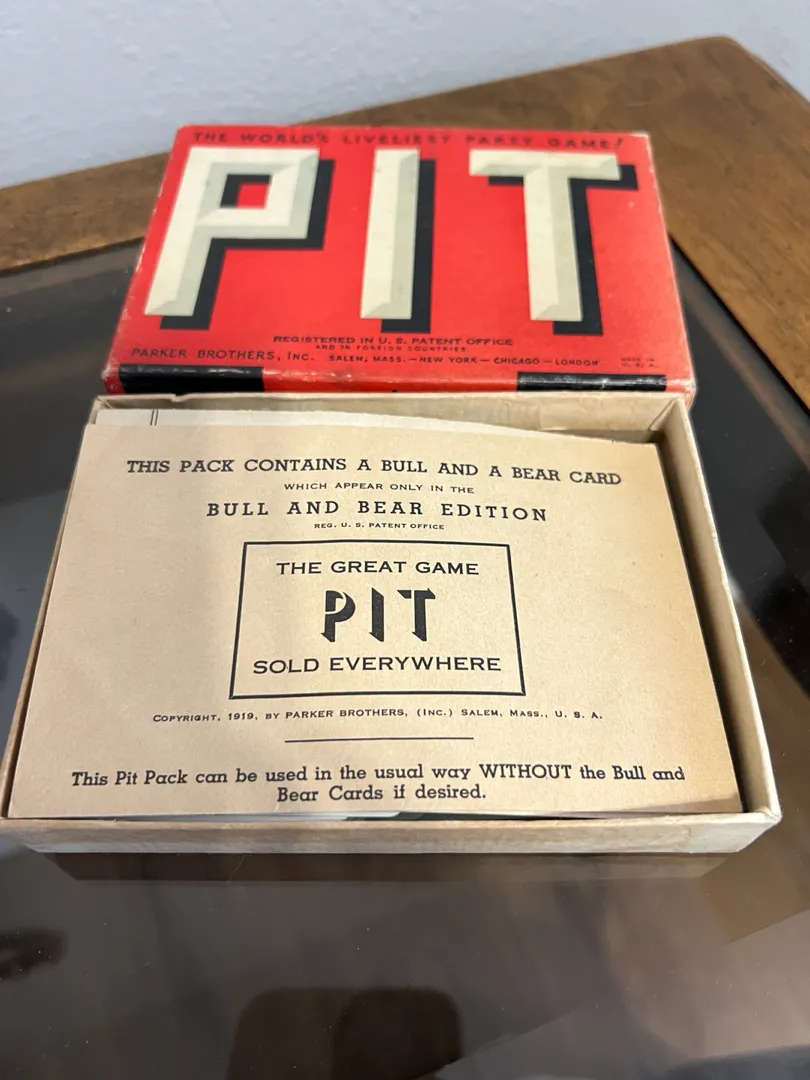 THE WORLD'S LIVELIEST PARTY GAME!
PIT
REGISTERED IN U. S. PATENT OFFICE
AND IN FOREIGN COUNTRIES
PARKER BROTHERS, INC. SALEM, MASS. — NEW YORK — CHICAGO — LONDON
MADE IN
U. S. A.
THIS PACK CONTAINS A BULL AND A BEAR CARD
WHICH APPEAR ONLY IN THE
BULL AND BEAR EDITION
REG. U. S. PATENT OFFICE
THE GREAT GAME
PIT
SOLD EVERYWHERE
COPYRIGHT, 1919, BY PARKER BROTHERS, (INC.) SALEM, MASS., U. S. A.
This Pit Pack can be used in the usual way WITHOUT the Bull and
Bear Cards if desired.